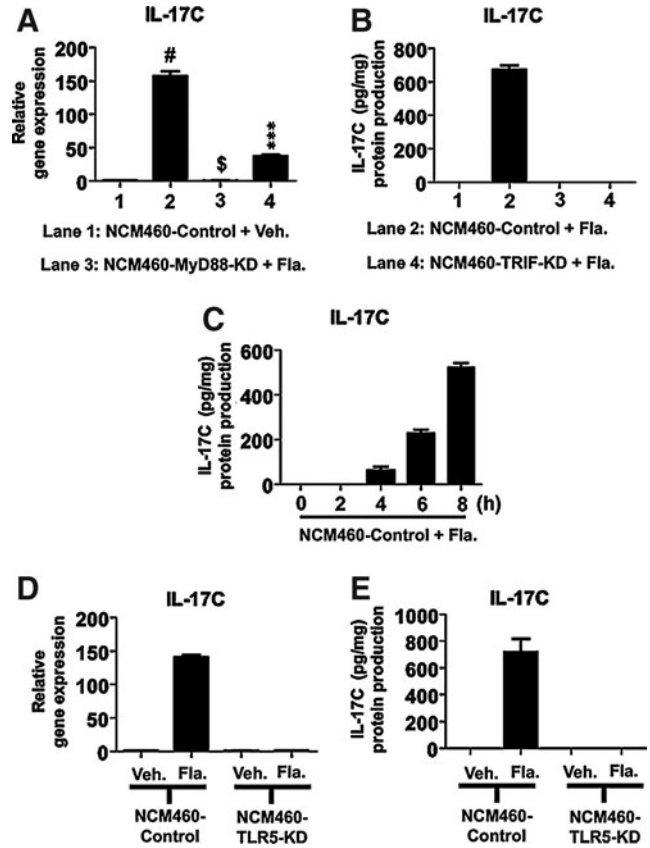 A
IL-17C
Relative
gene expression
200
150
100
50
0
#
$
***
1 2 3 4
B
IL-17C
IL-17C (pg/mg)
protein production
800
600
400
200
0
1 2 3 4
Lane 1: NCM460-Control + Veh.
Lane 2: NCM460-Control + Fla.
Lane 3: NCM460-MyD88-KD + Fla.
Lane 4: NCM460-TRIF-KD + Fla.
C
IL-17C
IL-17C (pg/mg)
protein production
600
400
200
0
0 2 4 6 8 (h)
NCM460-Control + Fla.
D
IL-17C
Relative
gene expression
200
150
100
50
0
Veh. Fla. Veh. Fla.
NCM460-
Control
NCM460-
TLR5-KD
E
IL-17C
IL-17C (pg/mg)
protein production
1000
800
600
400
200
0
Veh. Fla. Veh. Fla.
NCM460-
Control
NCM460-
TLR5-KD